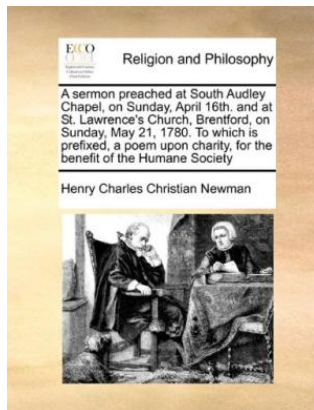 ECCO
Religion and Philosophy
A sermon preached at South Audley
Chapel, on Sunday, April 16th. and at
St. Lawrence's Church, Brentford, on
Sunday, May 21, 1780. To which is
prefixed, a poem upon charity, for the
benefit of the Humane Society
Henry Charles Christian Newman